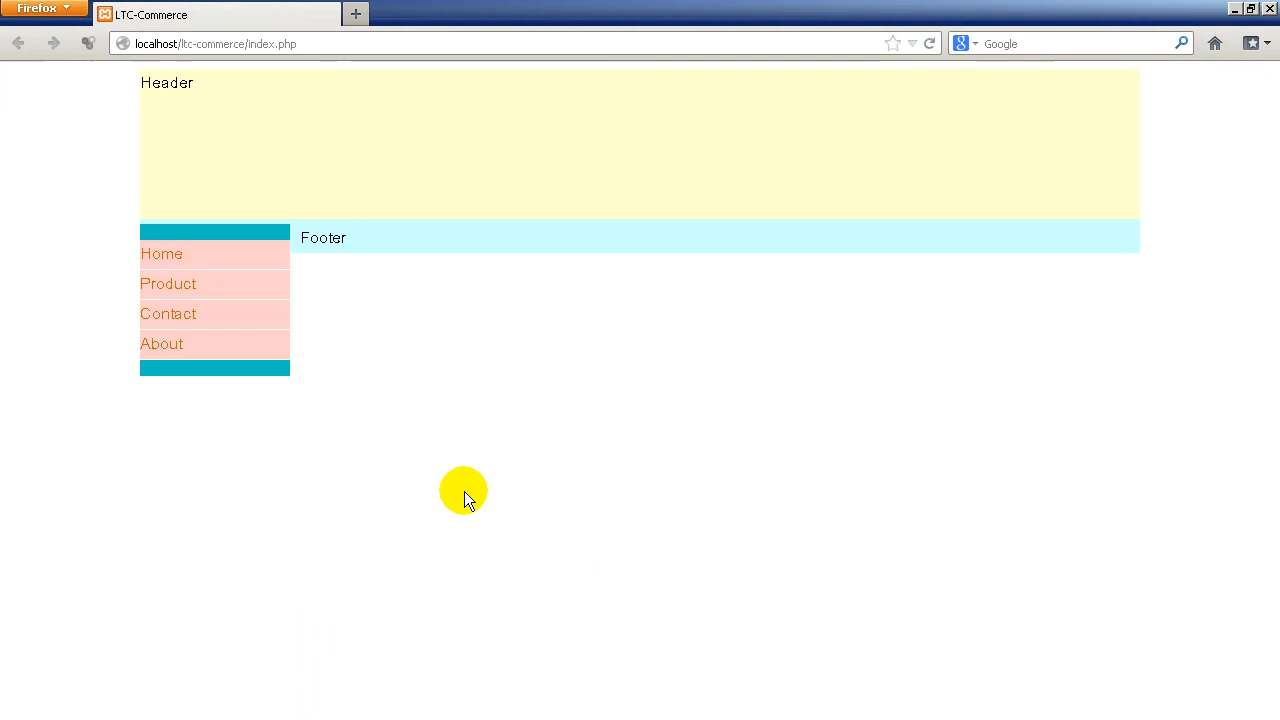 Firefox
LTC-Commerce
localhost/ltc-commerce/index.php
Google
Header
Footer
Home
Product
Contact
About